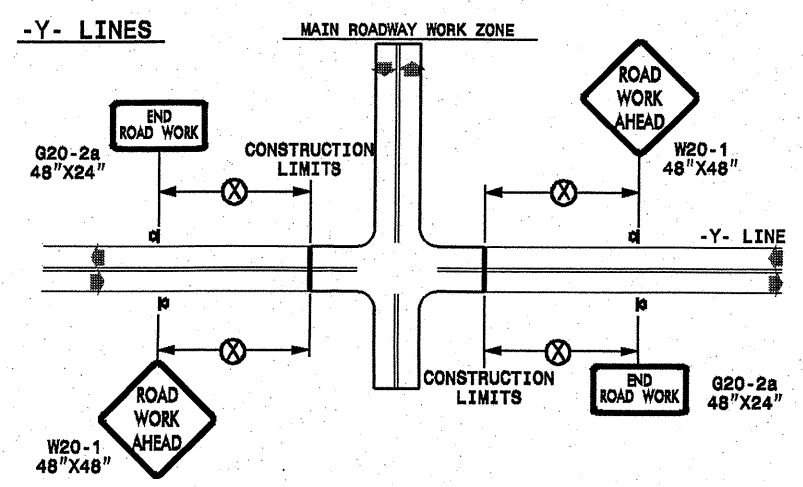 -Y- LINES
MAIN ROADWAY WORK ZONE
END
ROAD WORK
G20-2a
48"X24"
CONSTRUCTION
LIMITS
X
ROAD
WORK
AHEAD
W20-1
48"X48"
X
-Y- LINE
X
ROAD
WORK
AHEAD
W20-1
48"X48"
CONSTRUCTION
LIMITS
X
END
ROAD WORK
G20-2a
48"X24"